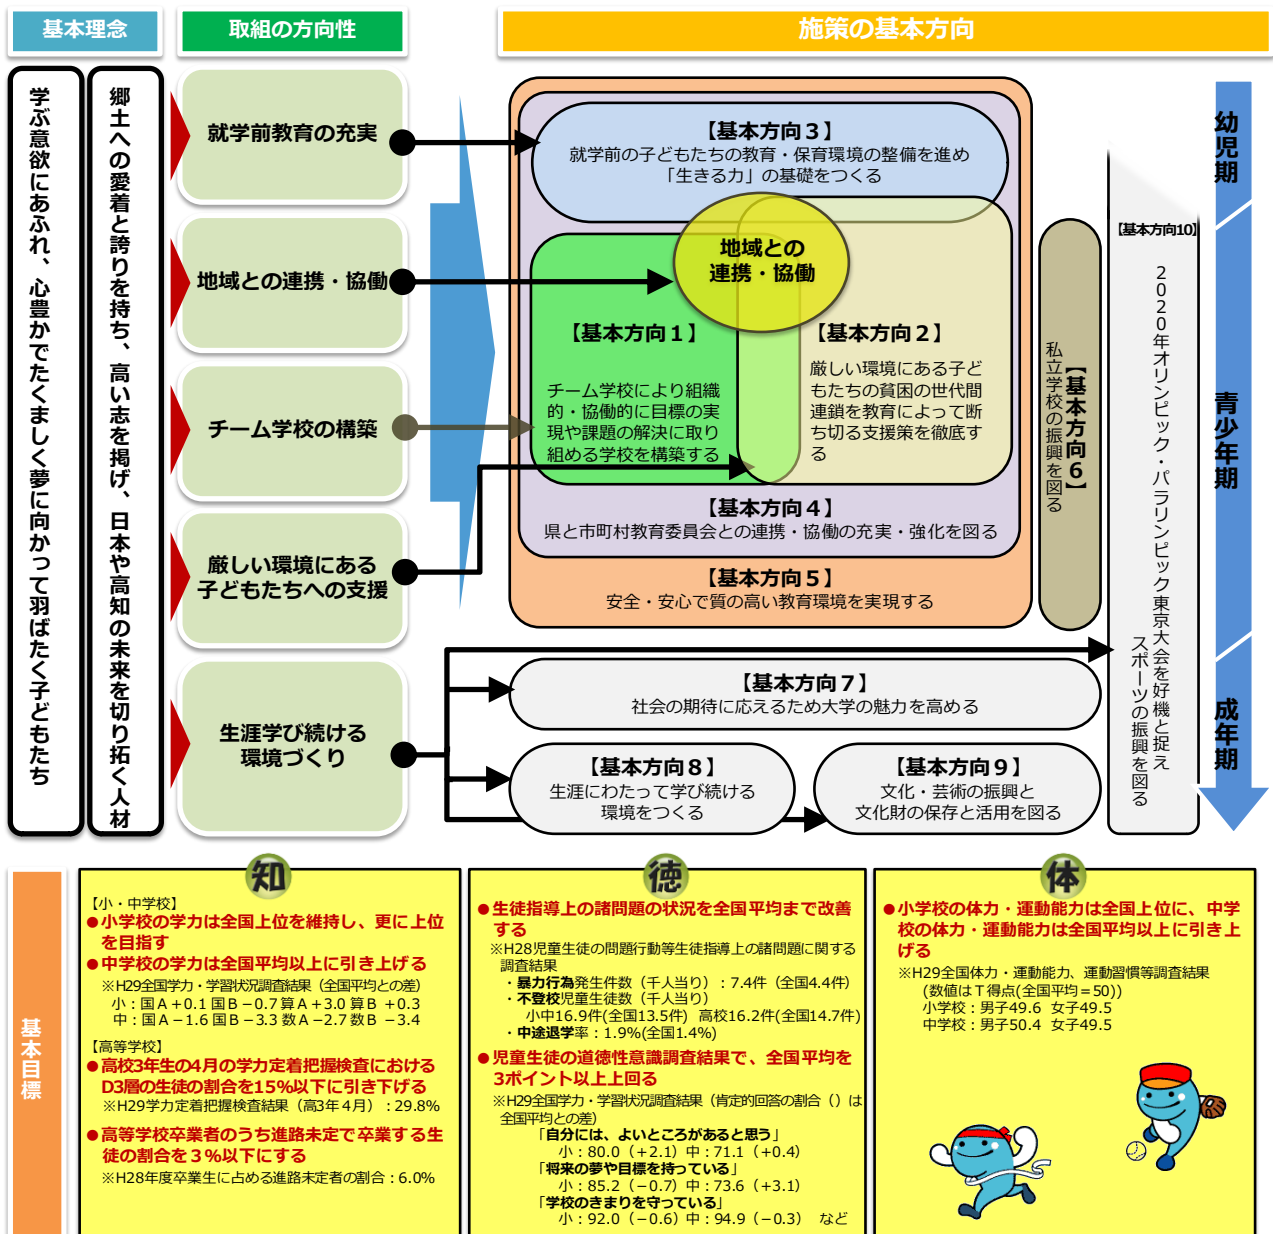 基本理念
取組の方向性
施策の基本方向
学ぶ意欲にあふれ、心豊かでたくましく夢に向かって羽ばたく子どもたち
郷土への愛着と誇りを持ち、高い志を掲げ、日本や高知の未来を切り拓く人材
就学前教育の充実
地域との連携・協働
チーム学校の構築
厳しい環境にある
子どもたちへの支援
生涯学び続ける
環境づくり
【基本方向３】
就学前の子どもたちの教育・保育環境の整備を進め
「生きる力」の基礎をつくる
地域との
連携・協働
【基本方向１】
チーム学校により組織
的・協働的に目標の実
現や課題の解決に取り
組める学校を構築する
【基本方向２】
厳しい環境にある子ど
もたちの貧困の世代間
連鎖を教育によって断
ち切る支援策を徹底す
る
【基本方向４】
県と市町村教育委員会との連携・協働の充実・強化を図る
【基本方向５】
安全・安心で質の高い教育環境を実現する
【基本方向６】
私立学校の振興を図る
【基本方向７】
社会の期待に応えるため大学の魅力を高める
【基本方向８】
生涯にわたって学び続ける
環境をつくる
【基本方向９】
文化・芸術の振興と
文化財の保存と活用を図る
【基本方向10】
２０２０年オリンピック・パラリンピック東京大会を好機と捉え
スポーツの振興を図る
幼児期
青少年期
成年期
基本目標
知
【小・中学校】
●小学校の学力は全国上位を維持し、更に上位
を目指す
●中学校の学力は全国平均以上に引き上げる
※H29全国学力・学習状況調査結果（全国平均との差）
小：国Ａ＋0.1 国Ｂ－0.7 算Ａ＋3.0 算Ｂ ＋0.3
中：国Ａ－1.6 国Ｂ－3.3 数Ａ－2.7 数Ｂ －3.4
【高等学校】
●高校3年生の4月の学力定着把握検査における
D3層の生徒の割合を15％以下に引き下げる
※H29学力定着把握検査結果（高3年４月）：29.8％
●高等学校卒業者のうち進路未定で卒業する生
徒の割合を３％以下にする
※H28年度卒業生に占める進路未定者の割合：6.0％
徳
●生徒指導上の諸問題の状況を全国平均まで改善
する
※H28児童生徒の問題行動等生徒指導上の諸問題に関する
調査結果
・暴力行為発生件数（千人当り）：7.4件（全国4.4件）
・不登校児童生徒数（千人当り）
小中16.9件(全国13.5件) 高校16.2件(全国14.7件)
・中途退学率：1.9％(全国1.4％)
●児童生徒の道徳性意識調査結果で、全国平均を
3ポイント以上上回る
※H29全国学力・学習状況調査結果（肯定的回答の割合（）は
全国平均との差）
「自分には、よいところがあると思う」
小：80.0（＋2.1）中：71.1（＋0.4）
「将来の夢や目標を持っている」
小：85.2（－0.7）中：73.6（＋3.1）
「学校のきまりを守っている」
小：92.0（－0.6）中：94.9（－0.3） など
体
●小学校の体力・運動能力は全国上位に、中学
校の体力・運動能力は全国平均以上に引き上
げる
※H29全国体力・運動能力、運動習慣等調査結果
(数値はＴ得点(全国平均＝50))
小学校：男子49.6 女子49.5
中学校：男子50.4 女子49.5